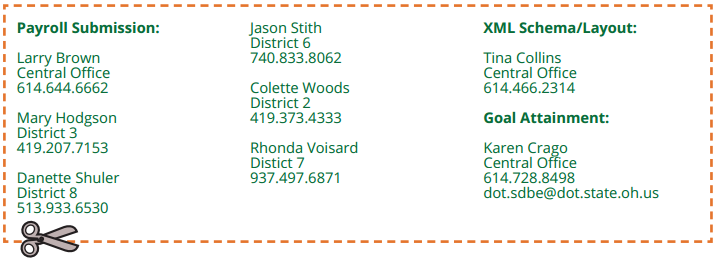 Payroll Submission:
Larry Brown
Central Office
614.644.6662
Mary Hodgson
District 3
419.207.7153
Danette Shuler
District 8
513.933.6530
Jason Stith
District 6
740.833.8062
Colette Woods
District 2
419.373.4333
Rhonda Voisard
Distict 7
937.497.6871
XML Schema/Layout:
Tina Collins
Central Office
614.466.2314
Goal Attainment:
Karen Crago
Central Office
614.728.8498
dot.sdbe@dot.state.oh.us